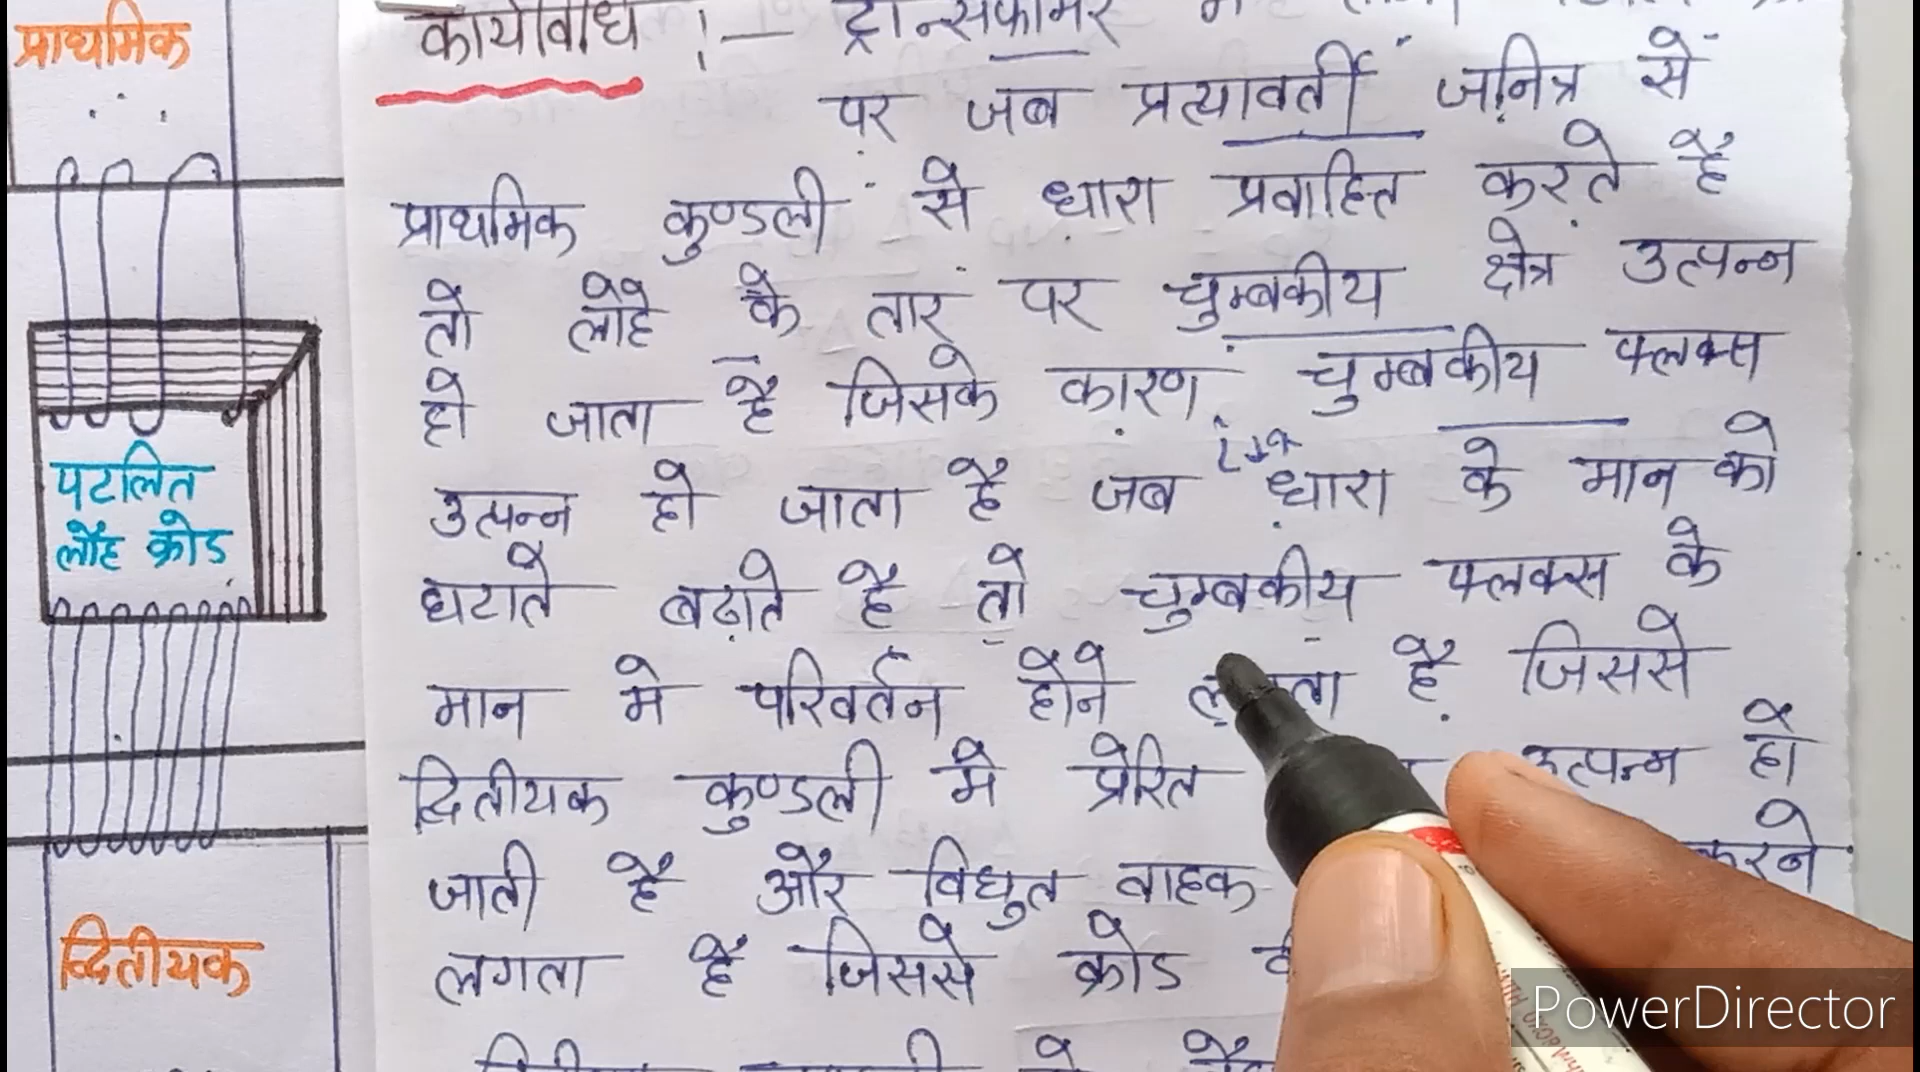 प्राथमिक
पटलित
लौह क्रोड
द्वितीयक
कार्यविधि :— ट्रान्सफार्मर
पर जब प्रत्यावर्ती जनित्र से
प्राथमिक कुण्डली से धारा प्रवाहित करते है
तो लोहे के तार पर चुम्बकीय क्षेत्र उत्पन्न
हो जाता है जिसके कारण चुम्बकीय फ्लक्स
उत्पन्न हो जाता है जब धारा के मान को
घटाते बढ़ाते है तो चुम्बकीय फ्लक्स के
मान मे परिवर्तन होने है जिससे
द्वितीयक कुण्डली मे प्रेरित उत्पन्न हो
जाती है और विधुत वाहक करने
लगता है जिससे क्रोड
PowerDirector